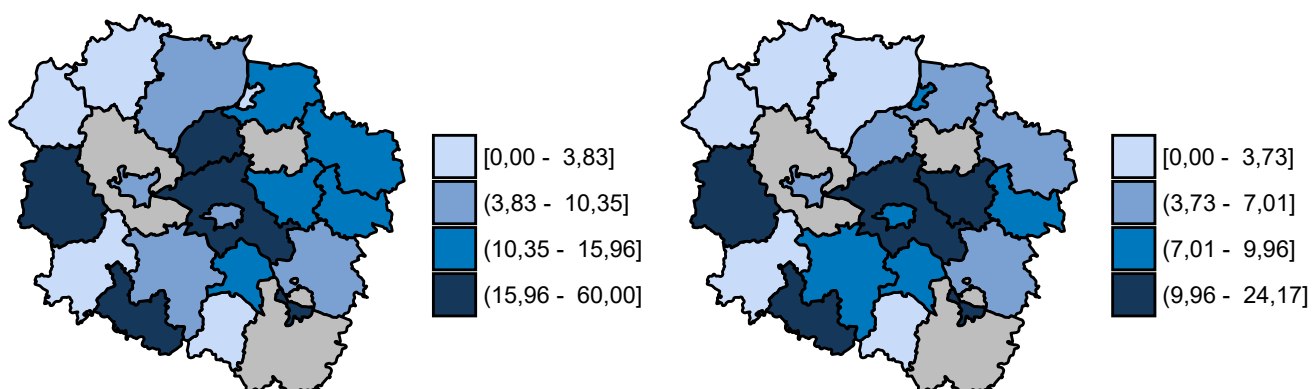 [0,00 - 3,83]
(3,83 - 10,35]
(10,35 - 15,96]
(15,96 - 60,00]
[0,00 - 3,73]
(3,73 - 7,01]
(7,01 - 9,96]
(9,96 - 24,17]